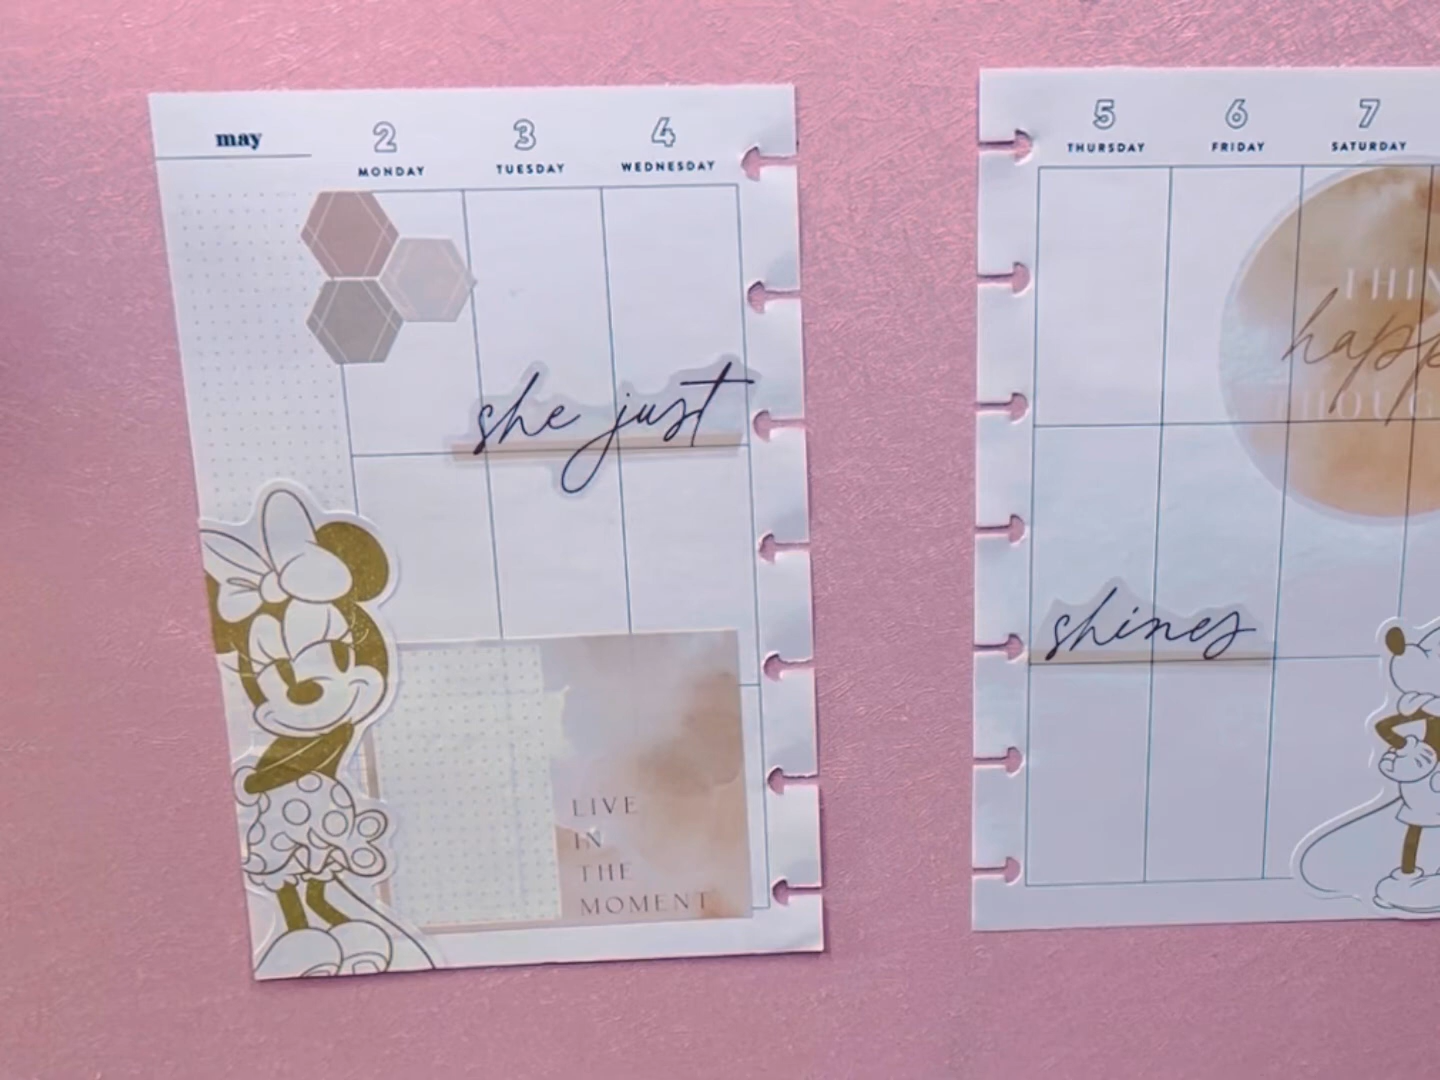 may
2 3 4
MONDAY TUESDAY WEDNESDAY
she just
LIVE
IN
THE
MOMENT
5 6 7
THURSDAY FRIDAY SATURDAY
shines